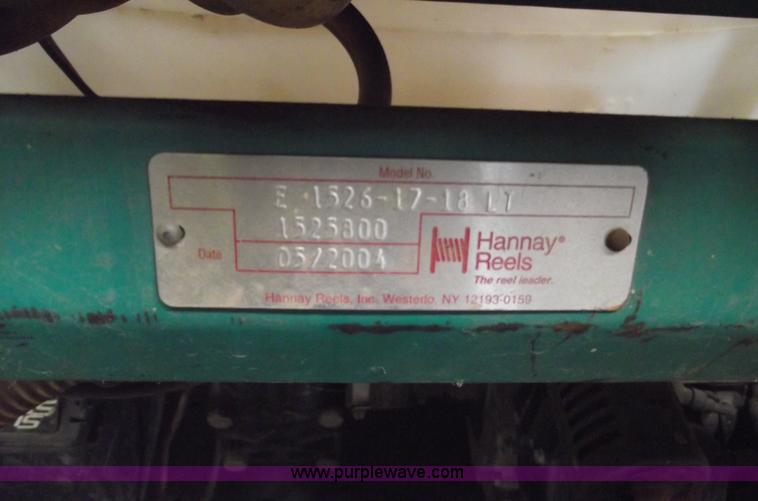 Model No.
E 1526-17-18 LT
1525800
Date 05/2004
Hannay®
Reels
The reel leader.
Hannay Reels, Inc. Westerlo, NY 12193-0159
www.purplewave.com